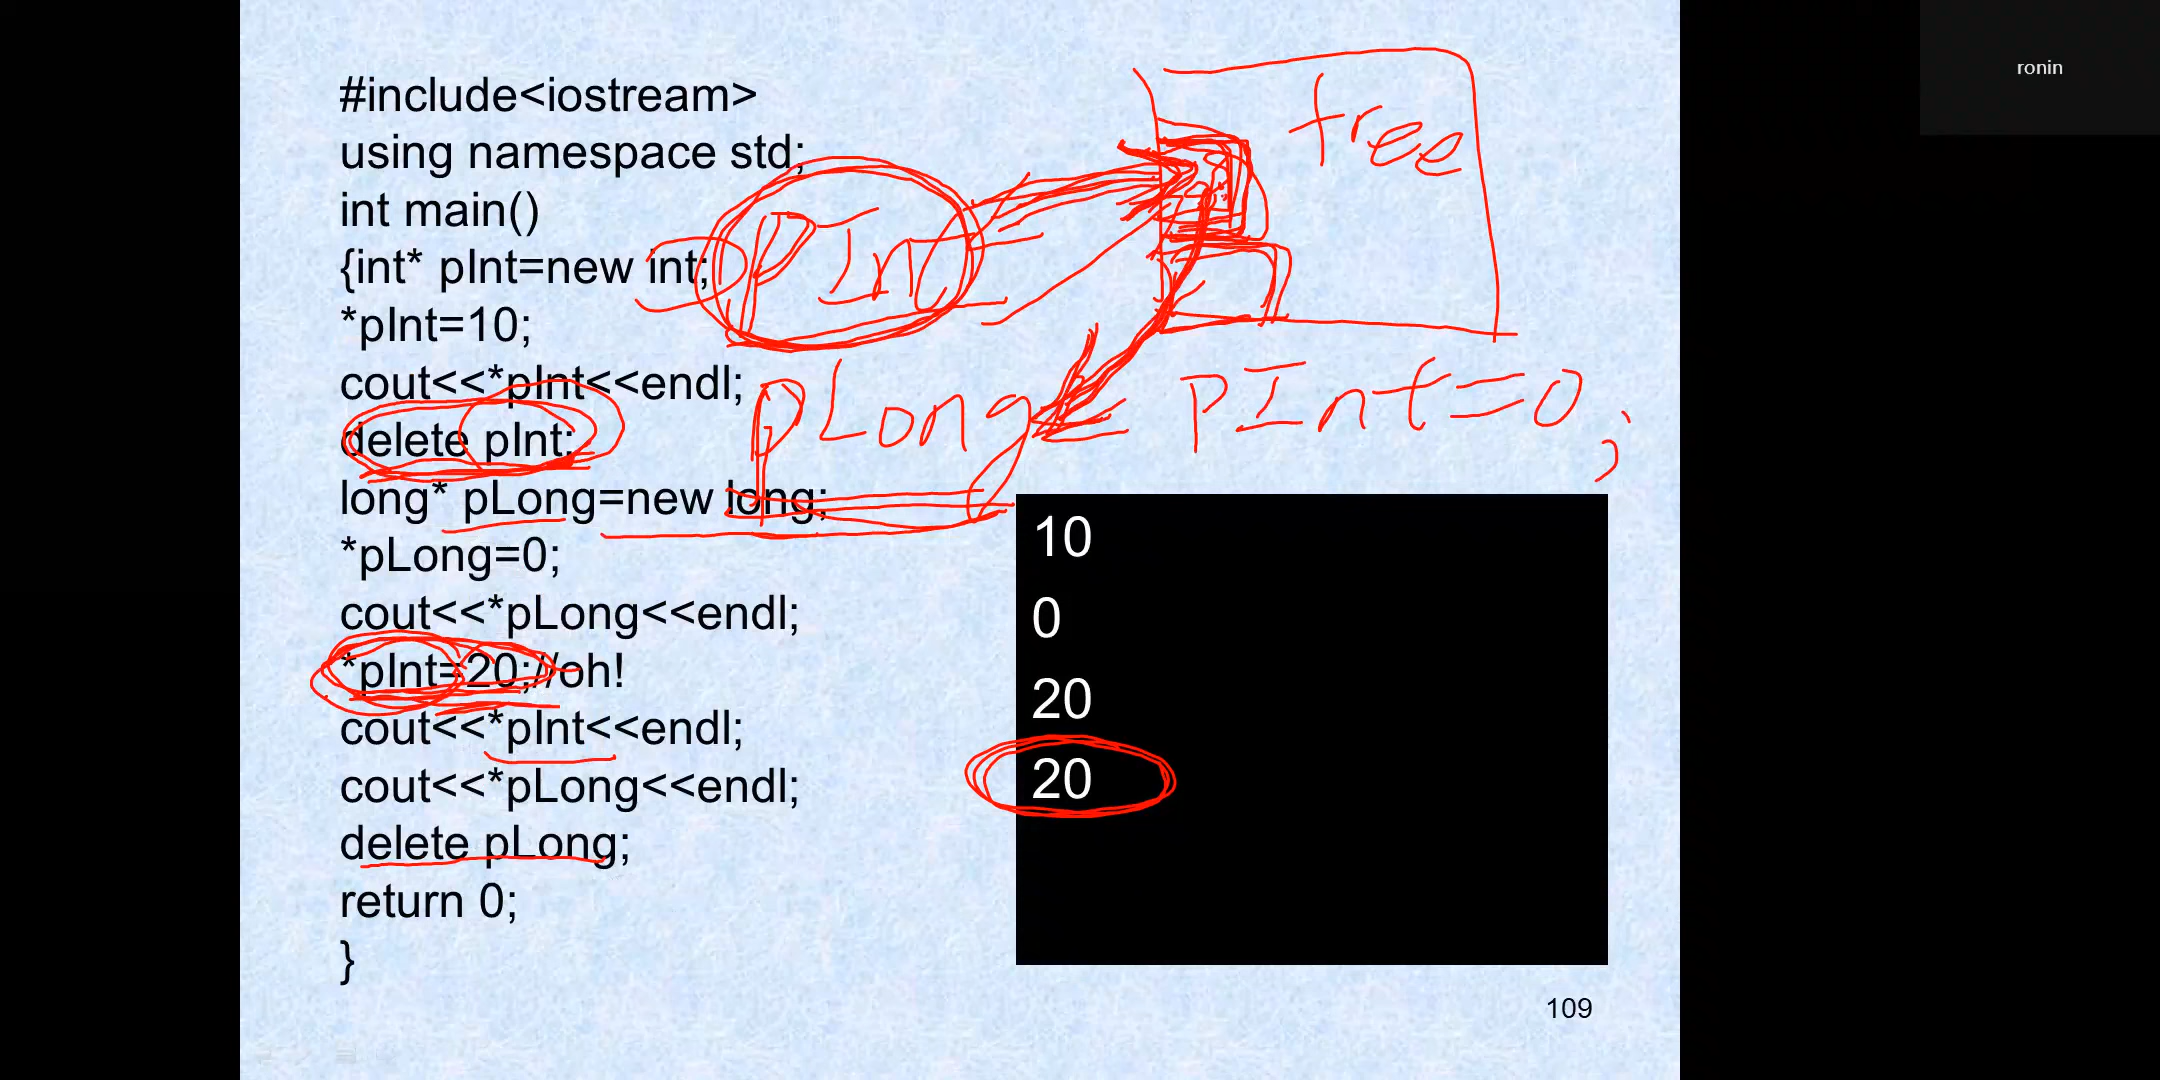 #include<iostream>
using namespace std;
int main()
{int* pInt=new int;
*pInt=10;
cout<<*pInt<<endl;
delete pInt;
long* pLong=new long;
*pLong=0;
cout<<*pLong<<endl;
*pInt=20;//oh!
cout<<*pInt<<endl;
cout<<*pLong<<endl;
delete pLong;
return 0;
}
PInt
free
pLong
PInt=0;
10
0
20
20
109
ronin